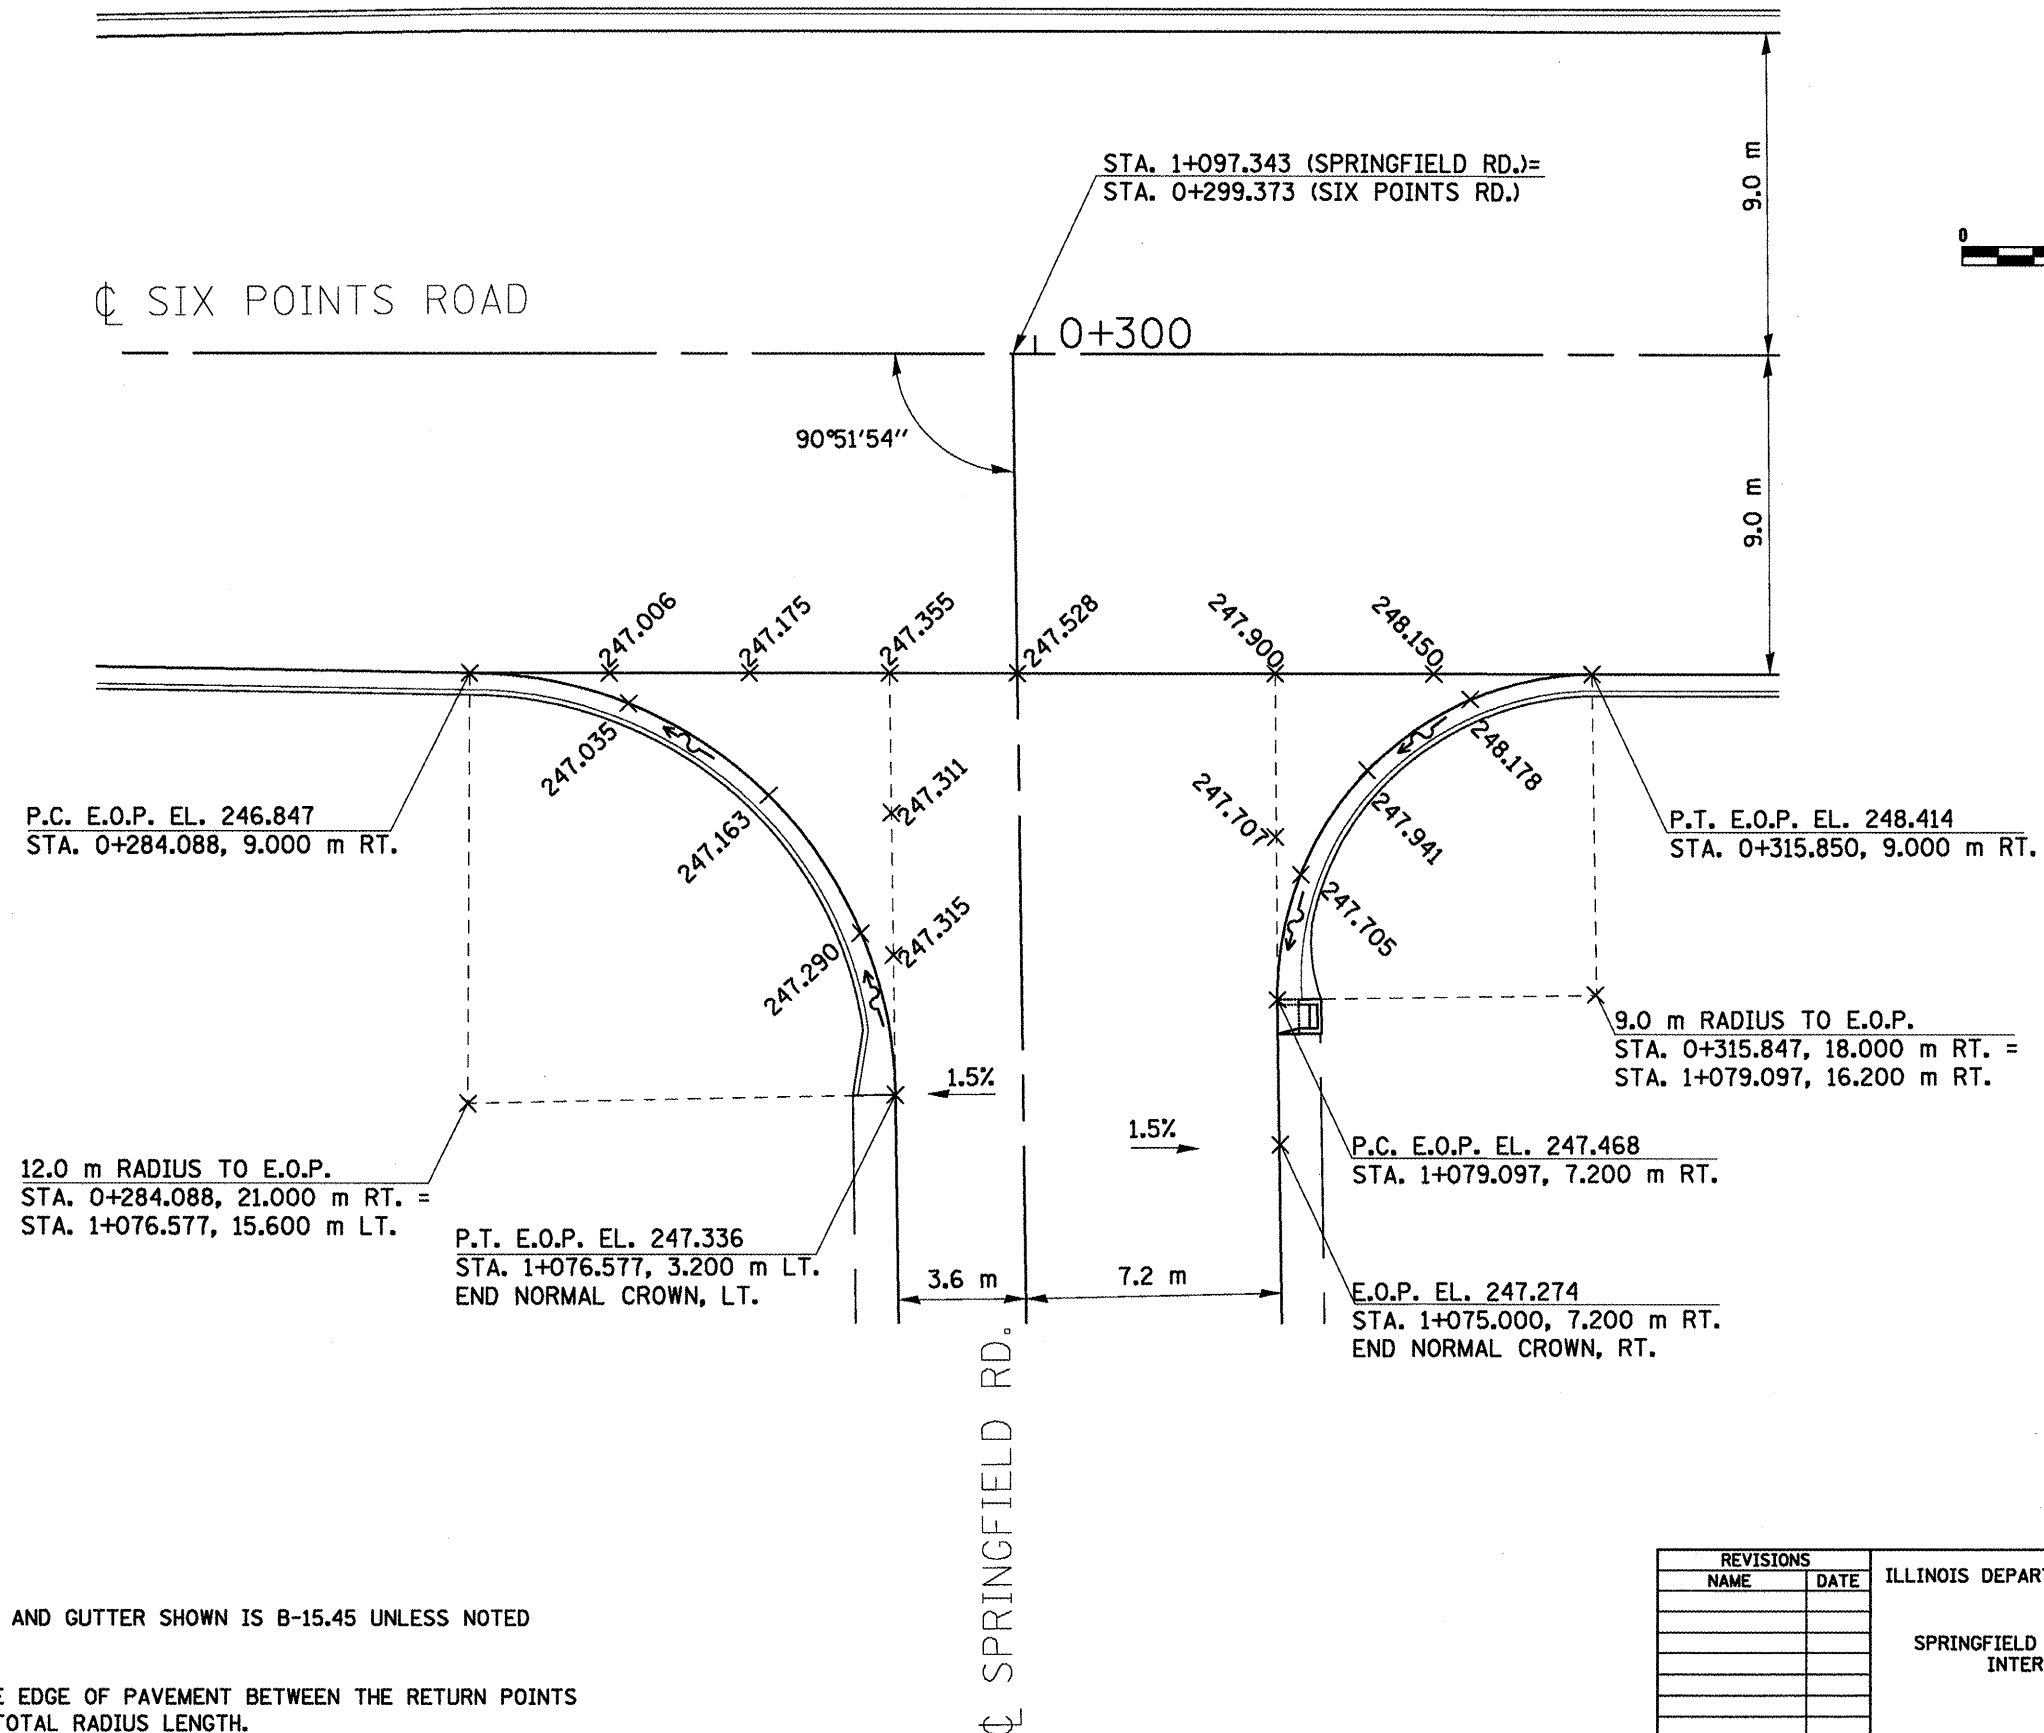 9.0 m
STA. 1+097.343 (SPRINGFIELD RD.)=
STA. 0+299.373 (SIX POINTS RD.)
0
℄ SIX POINTS ROAD
0+300
90°51'54"
9.0 m
247.006
247.175
247.355
247.528
247.900
248.150
247.035
247.163
247.290
247.311
247.315
247.707
248.178
247.941
247.705
P.C. E.O.P. EL. 246.847
STA. 0+284.088, 9.000 m RT.
P.T. E.O.P. EL. 248.414
STA. 0+315.850, 9.000 m RT.
9.0 m RADIUS TO E.O.P.
STA. 0+315.847, 18.000 m RT. =
STA. 1+079.097, 16.200 m RT.
1.5%
1.5%
12.0 m RADIUS TO E.O.P.
STA. 0+284.088, 21.000 m RT. =
STA. 1+076.577, 15.600 m LT.
P.C. E.O.P. EL. 247.468
STA. 1+079.097, 7.200 m RT.
P.T. E.O.P. EL. 247.336
STA. 1+076.577, 3.200 m LT.
END NORMAL CROWN, LT.
3.6 m
7.2 m
E.O.P. EL. 247.274
STA. 1+075.000, 7.200 m RT.
END NORMAL CROWN, RT.
℄ SPRINGFIELD RD.
AND GUTTER SHOWN IS B-15.45 UNLESS NOTED
EDGE OF PAVEMENT BETWEEN THE RETURN POINTS
TOTAL RADIUS LENGTH.
REVISIONS
NAME DATE
ILLINOIS DEPAR
SPRINGFIELD
INTER